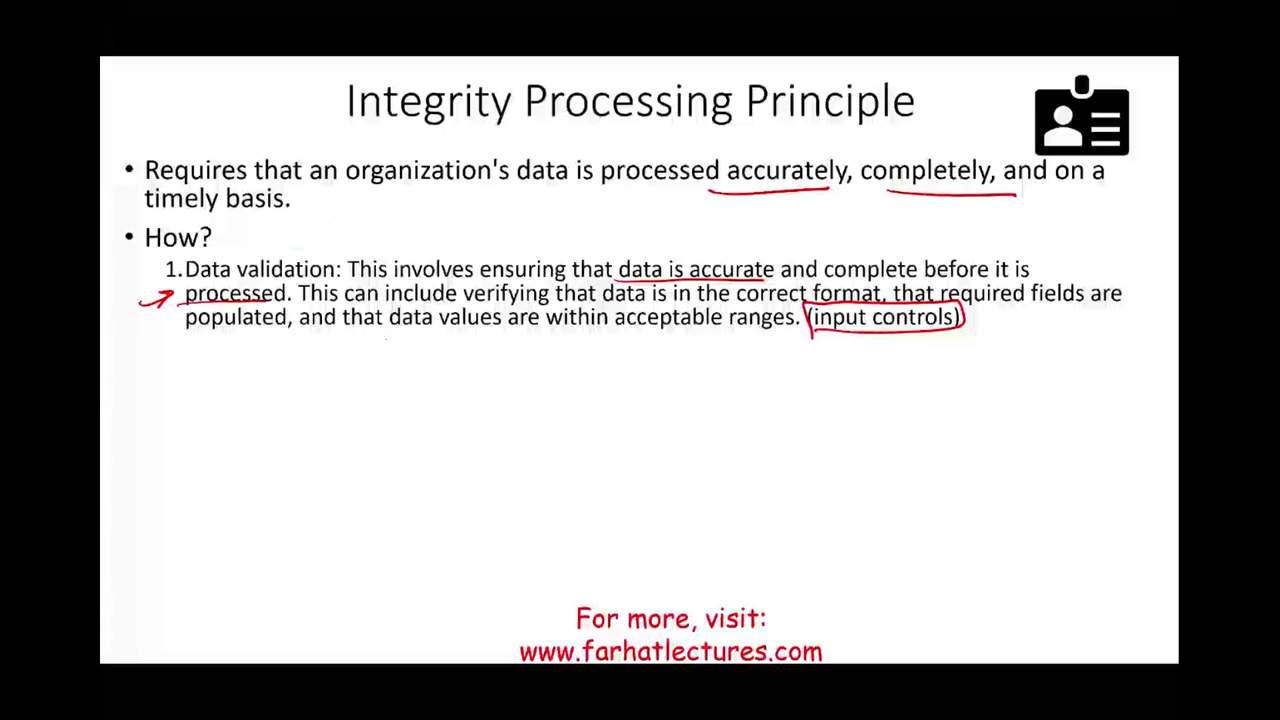 Integrity Processing Principle
• Requires that an organization's data is processed accurately, completely, and on a
timely basis.
• How?
1. Data validation: This involves ensuring that data is accurate and complete before it is
processed. This can include verifying that data is in the correct format, that required fields are
populated, and that data values are within acceptable ranges. (input controls)
For more, visit:
www.farhatlectures.com